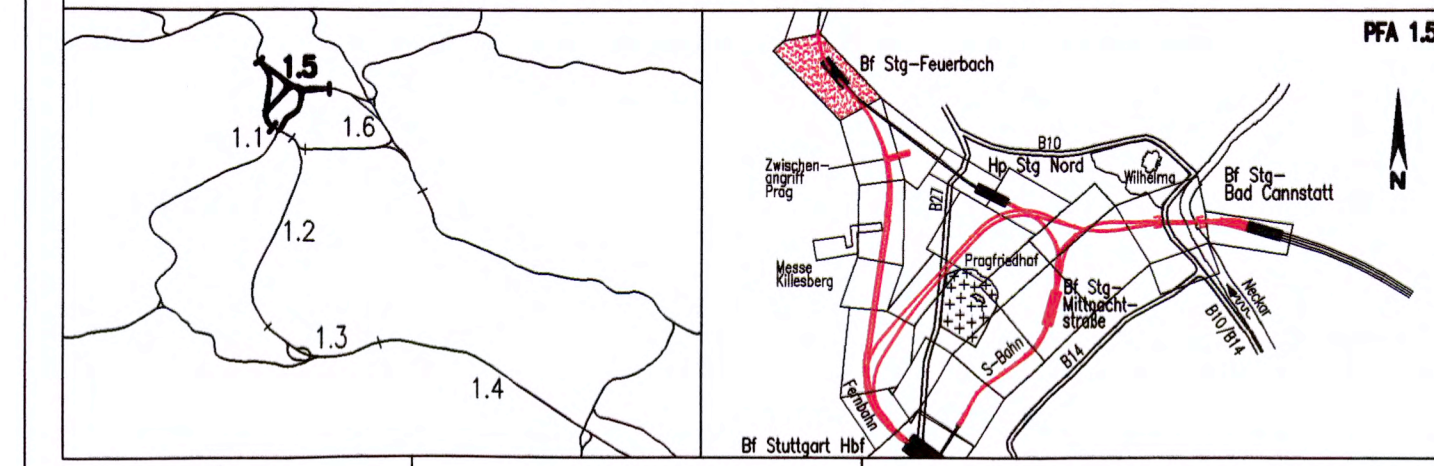 1.5
1.1
1.6
1.2
1.3
1.4
PFA 1.5
Bf Stg-Feuerbach
B10
Zwischen-
angriff
Prag
Hp Stg Nord
Wilhelma
Bf Stg-
Bad Cannstatt
N
B27
Messe
Killesberg
Pragfriedhof
Bf Stg-
Mittnacht-
straße
Neckar
B10/B14
S-Bahn
B14
Fernbahn
Bf Stuttgart Hbf